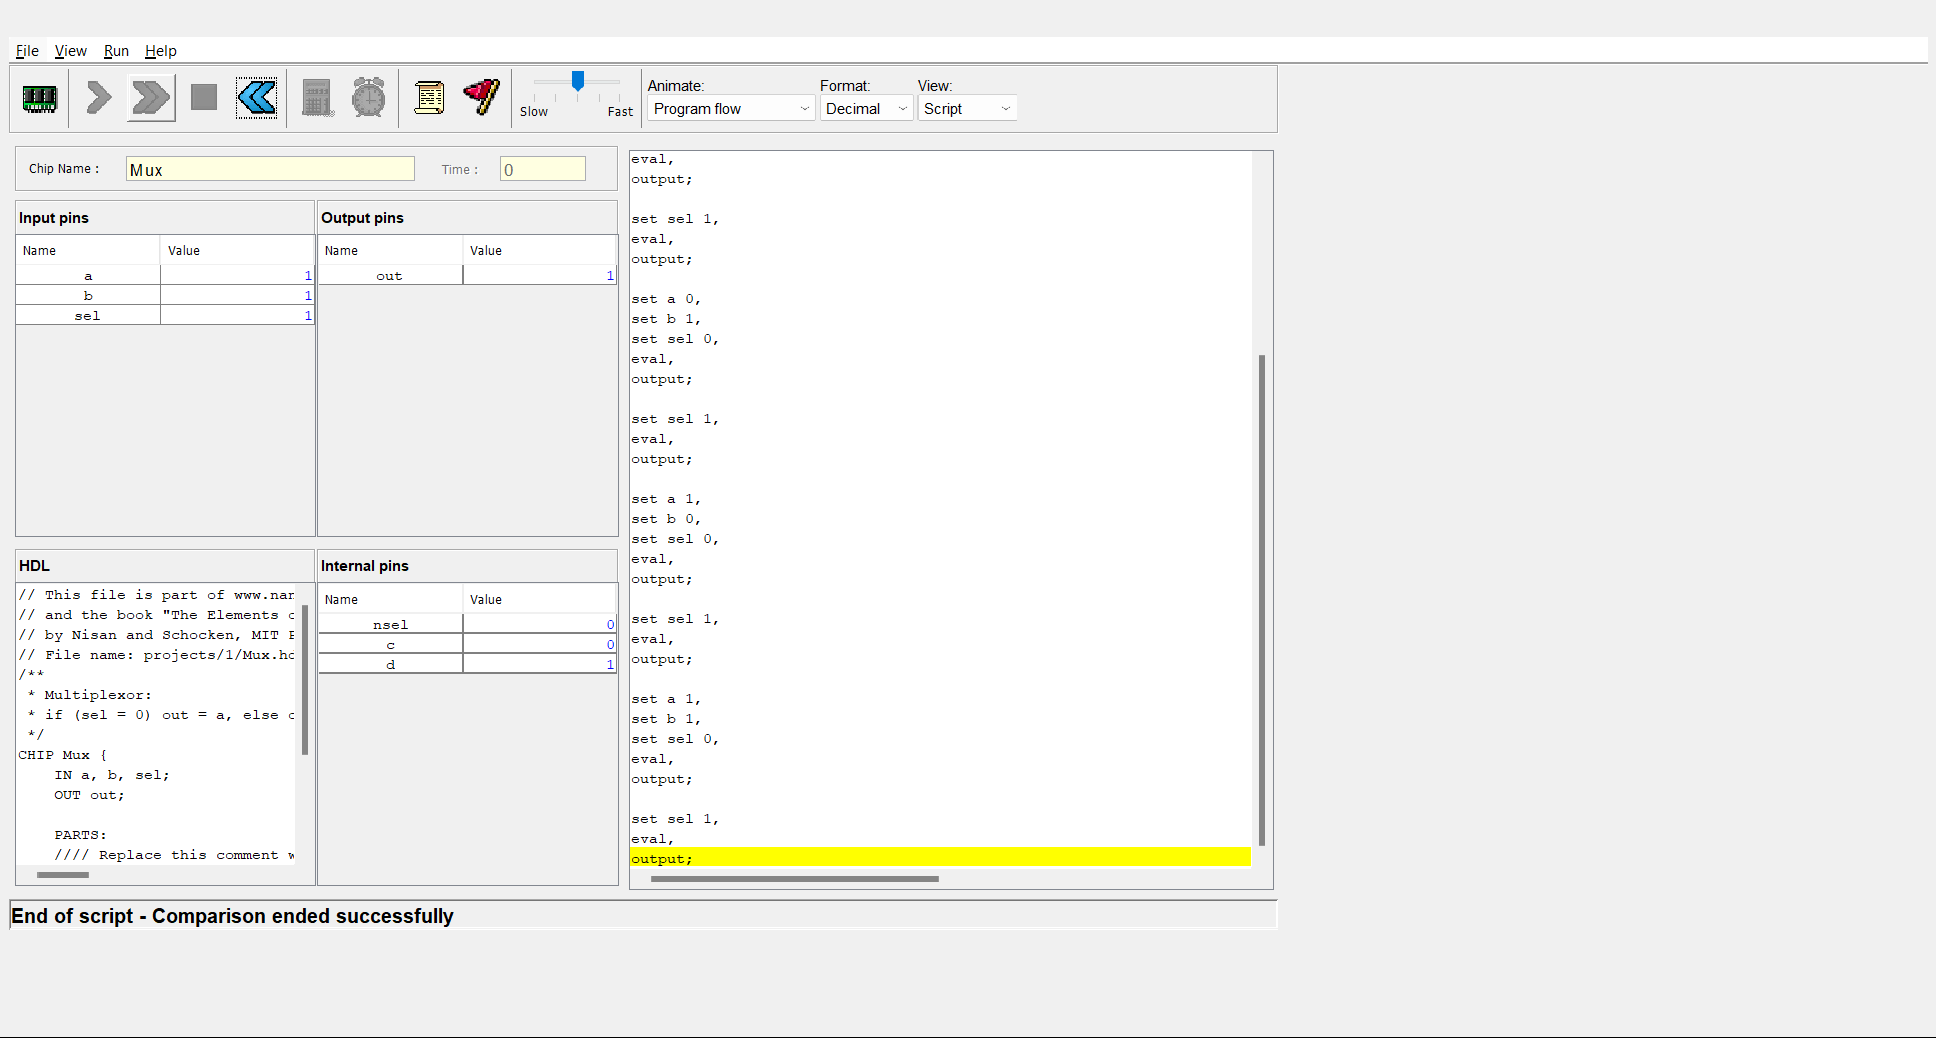 File View Run Help
Animate: Format: View:
Slow Fast Program flow Decimal Script
Chip Name : Mux Time : 0
Input pins
Name Value
a 1
b 1
sel 1
Output pins
Name Value
out 1
HDL
// This file is part of www.nan
// and the book "The Elements o
// by Nisan and Schocken, MIT P
// File name: projects/1/Mux.hd
/**
* Multiplexor:
* if (sel = 0) out = a, else o
*/
CHIP Mux {
IN a, b, sel;
OUT out;
PARTS:
//// Replace this comment w
Internal pins
Name Value
nsel 0
c 0
d 1
eval,
output;
set sel 1,
eval,
output;
set a 0,
set b 1,
set sel 0,
eval,
output;
set sel 1,
eval,
output;
set a 1,
set b 0,
set sel 0,
eval,
output;
set sel 1,
eval,
output;
set a 1,
set b 1,
set sel 0,
eval,
output;
set sel 1,
eval,
output;
End of script - Comparison ended successfully